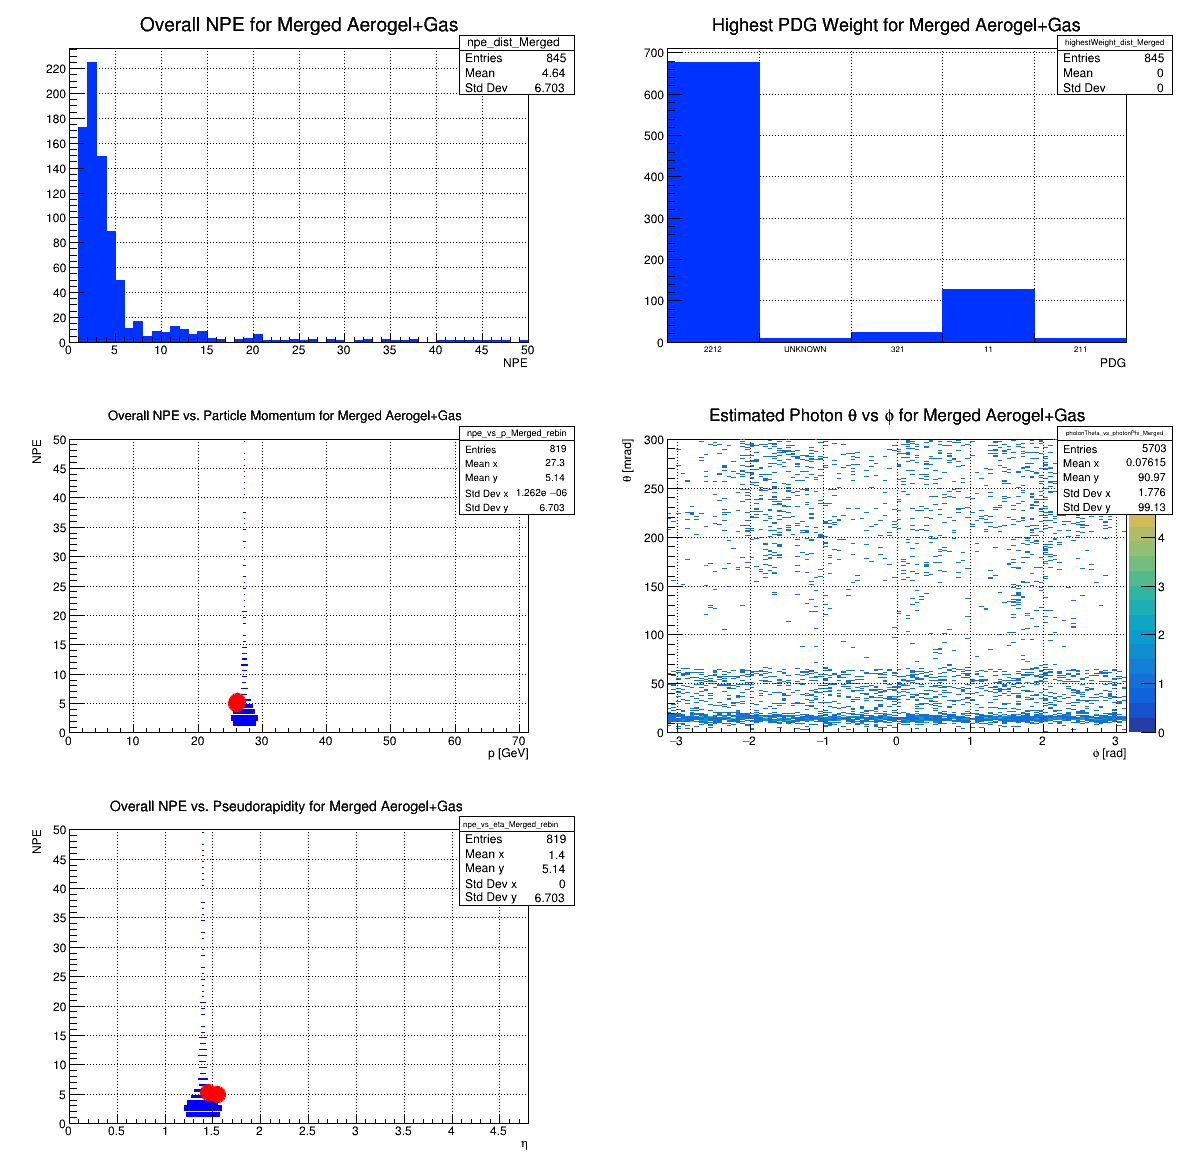 Overall NPE for Merged Aerogel+Gas
npe_dist_Merged
Entries 845
Mean 4.64
Std Dev 6.703
220
200
180
160
140
120
100
80
60
40
20
0
0 5 10 15 20 25 30 35 40 45 50
NPE
Highest PDG Weight for Merged Aerogel+Gas
highestWeight_dist_Merged
Entries 845
Mean 0
Std Dev 0
700
600
500
400
300
200
100
0
2212 UNKNOWN 321 11 211
PDG
Overall NPE vs. Particle Momentum for Merged Aerogel+Gas
npe_vs_p_Merged_rebin
Entries 819
Mean x 27.3
Mean y 5.14
Std Dev x 1.262e −06
Std Dev y 6.703
NPE
50
45
40
35
30
25
20
15
10
5
0
0 10 20 30 40 50 60 70
p [GeV]
Estimated Photon θ vs ϕ for Merged Aerogel+Gas
photonTheta_vs_photonPhi_Merged
Entries 5703
Mean x 0.07615
Mean y 90.97
Std Dev x 1.776
Std Dev y 99.13
θ [mrad]
300
250
200
150
100
50
0
−3 −2 −1 0 1 2 3
ϕ [rad]
4
3
2
1
0
Overall NPE vs. Pseudorapidity for Merged Aerogel+Gas
npe_vs_eta_Merged_rebin
Entries 819
Mean x 1.4
Mean y 5.14
Std Dev x 0
Std Dev y 6.703
NPE
50
45
40
35
30
25
20
15
10
5
0
0 0.5 1 1.5 2 2.5 3 3.5 4 4.5
η